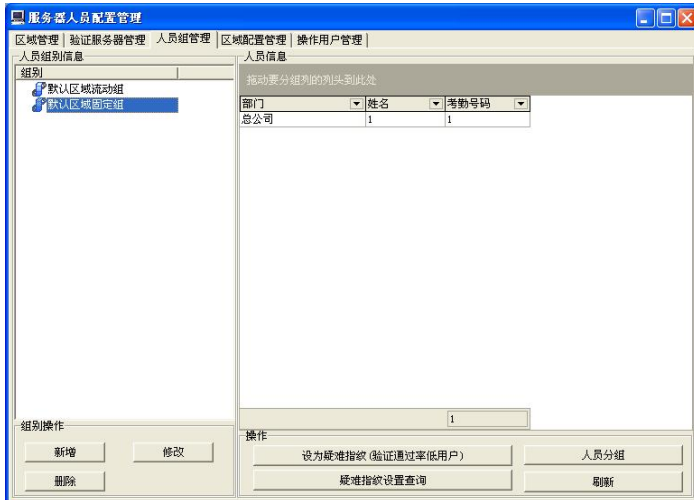 服务器人员配置管理
区域管理 验证服务器管理 人员组管理 区域配置管理 操作用户管理
人员组别信息
组别
默认区域流动组
默认区域固定组
人员信息
拖动要分组列的列头到此处
部门 姓名 考勤号码
总公司 1 1
1
组别操作
新增 修改
删除
操作
设为疑难指纹(验证通过率低用户) 人员分组
疑难指纹设置查询 刷新